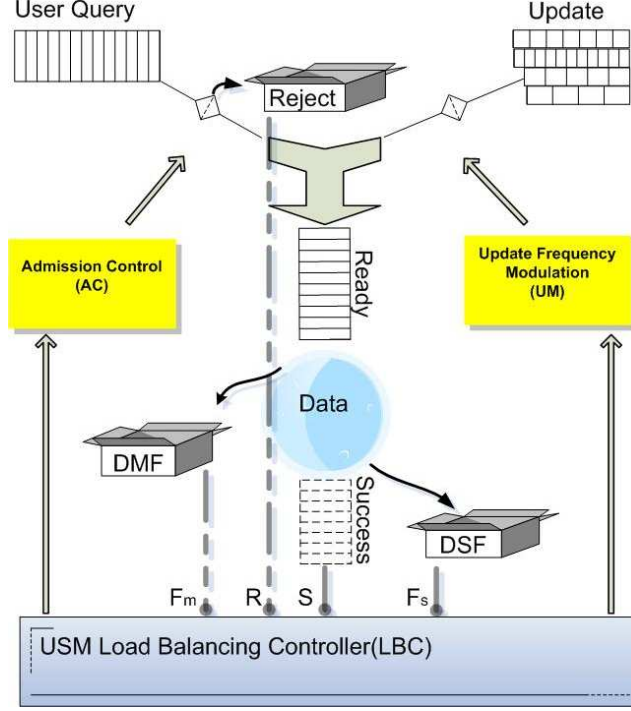 User Query
Update
Reject
Admission Control
(AC)
Update Frequency
Modulation
(UM)
Ready
Data
DMF
Success
DSF
Fm
R
S
Fs
USM Load Balancing Controller(LBC)